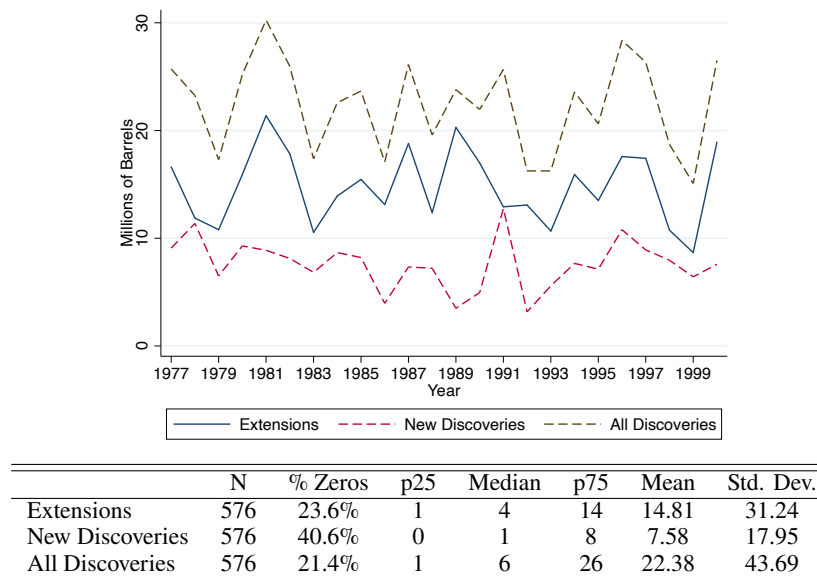 30
20
10
0
Millions of Barrels
1977 1979 1981 1983 1985 1987 1989 1991 1993 1995 1997 1999
Year
Extensions New Discoveries All Discoveries
N % Zeros p25 Median p75 Mean Std. Dev.
Extensions 576 23.6% 1 4 14 14.81 31.24
New Discoveries 576 40.6% 0 1 8 7.58 17.95
All Discoveries 576 21.4% 1 6 26 22.38 43.69